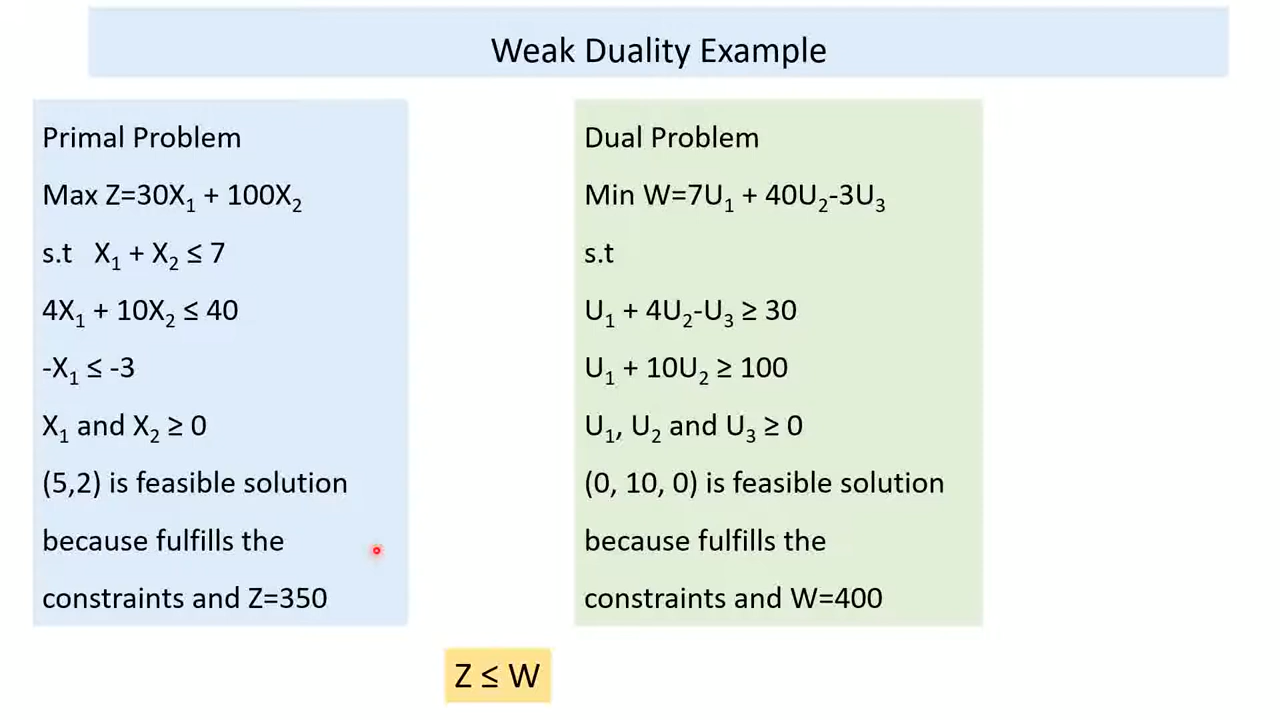 Weak Duality Example
Primal Problem
Max Z=30X₁ + 100X₂
s.t X₁ + X₂ ≤ 7
4X₁ + 10X₂ ≤ 40
-X₁ ≤ -3
X₁ and X₂ ≥ 0
(5,2) is feasible solution
because fulfills the
constraints and Z=350
Dual Problem
Min W=7U₁ + 40U₂-3U₃
s.t
U₁ + 4U₂-U₃ ≥ 30
U₁ + 10U₂ ≥ 100
U₁, U₂ and U₃ ≥ 0
(0, 10, 0) is feasible solution
because fulfills the
constraints and W=400
Z ≤ W